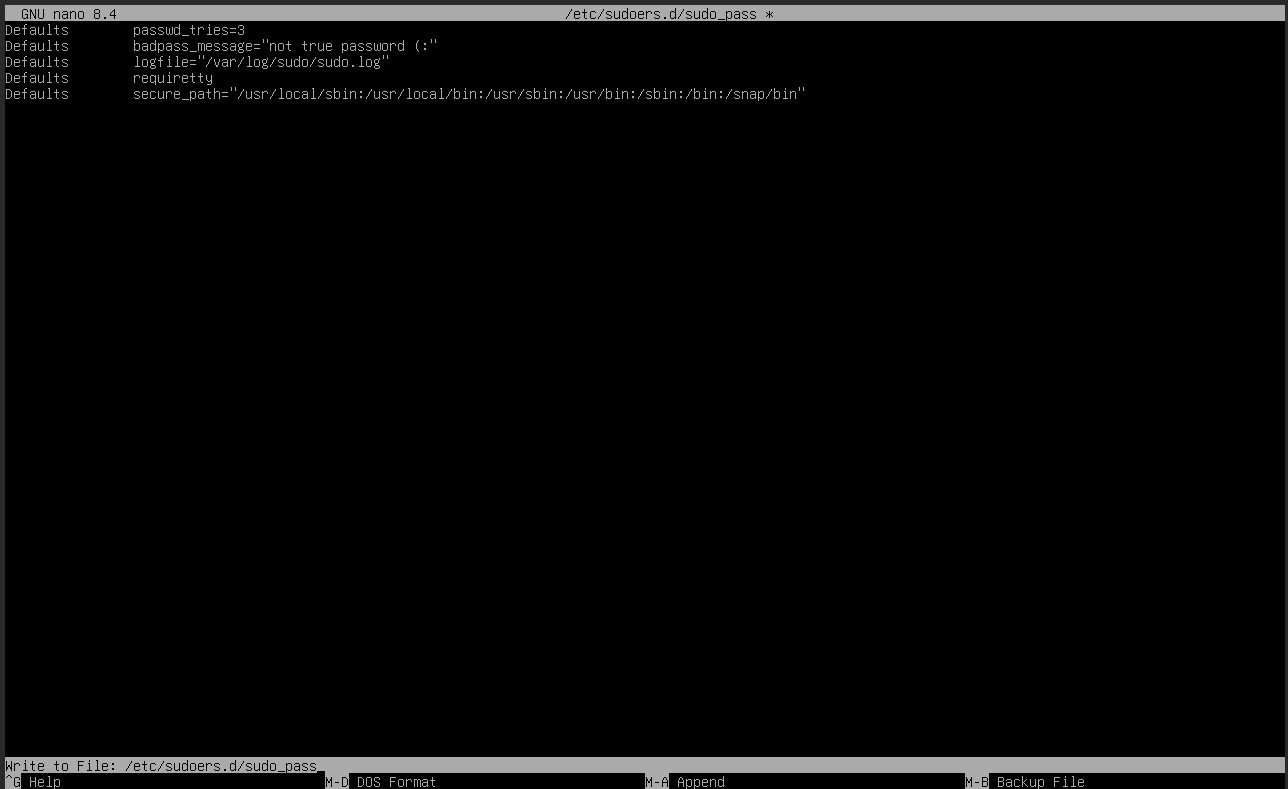 GNU nano 8.4 /etc/sudoers.d/sudo_pass *
Defaults passwd_tries=3
Defaults badpass_message="not true password (:"
Defaults logfile="/var/log/sudo/sudo.log"
Defaults requiretty
Defaults secure_path="/usr/local/sbin:/usr/local/bin:/usr/sbin:/usr/bin:/sbin:/bin:/snap/bin"
Write to File: /etc/sudoers.d/sudo_pass
^G Help M-D DOS Format M-A Append M-B Backup File